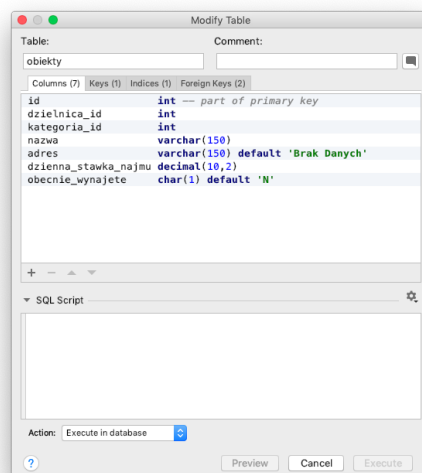 Modify Table
Table: Comment:
obiekty
Columns (7) Keys (1) Indices (1) Foreign Keys (2)
id int -- part of primary key
dzielnica_id int
kategoria_id int
nazwa varchar(150)
adres varchar(150) default 'Brak Danych'
dzienna_stawka_najmu decimal(10,2)
obecnie_wynajete char(1) default 'N'
SQL Script
Action: Execute in database
? Preview Cancel Execute